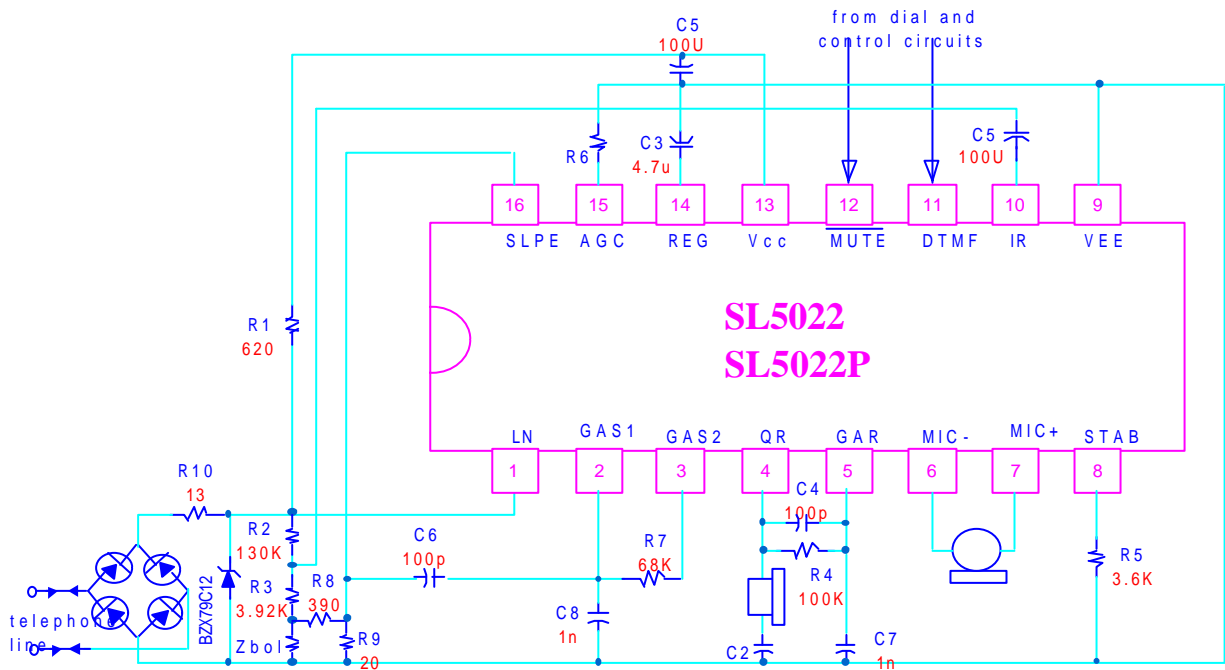 from dial and
control circuits
C5
100U
C3
4.7u
R6
C5
100U
16
15
14
13
12
11
10
9
SLPE
AGC
REG
Vcc
MUTE
DTMF
IR
VEE
SL5022
SL5022P
R1
620
LN
GAS1
GAS2
QR
GAR
MIC-
MIC+
STAB
1
2
3
4
5
6
7
8
R10
13
R2
130K
R3
3.92K
R8
390
Zbol
R9
20
BZX79C12
telephone
line
C6
100p
C8
1n
R7
68K
C4
100p
R4
100K
C2
C7
1n
R5
3.6K